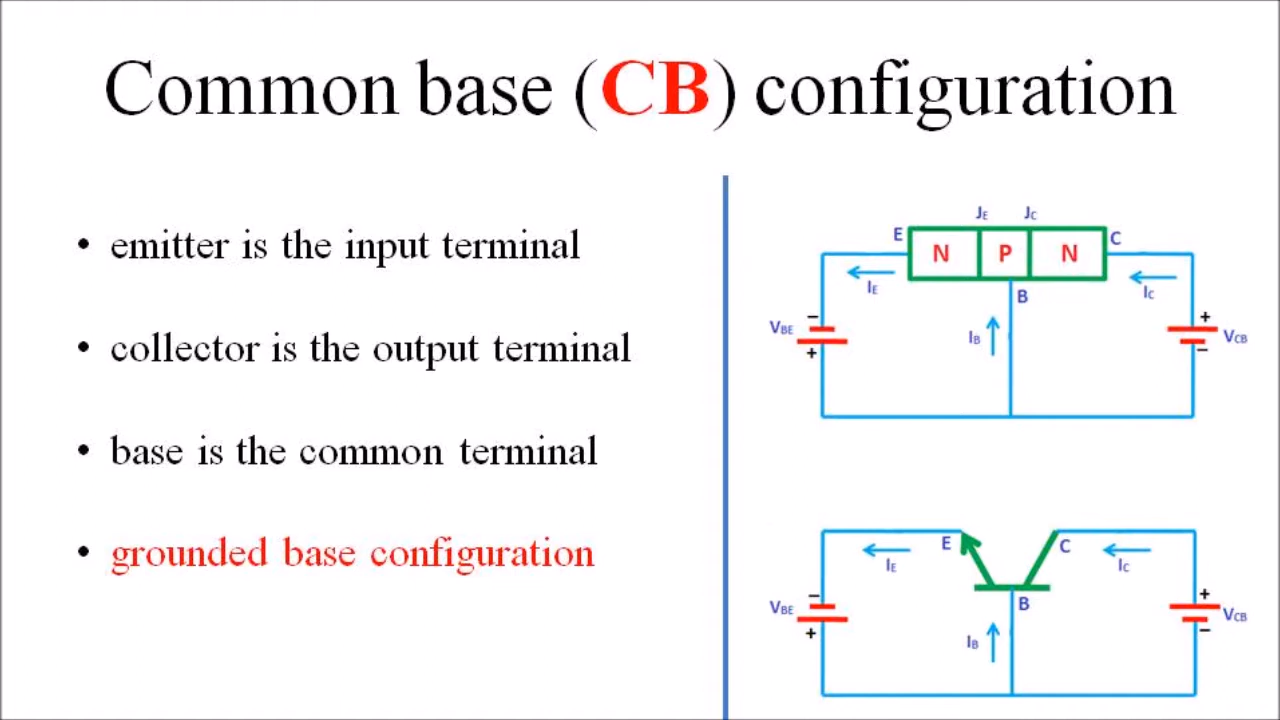 Common base (CB) configuration
• emitter is the input terminal
• collector is the output terminal
• base is the common terminal
• grounded base configuration
JE JC
E N P N C
IE IC
B
VBE − + IB + − VCB
E C
IE IC
B
VBE − + IB + − VCB